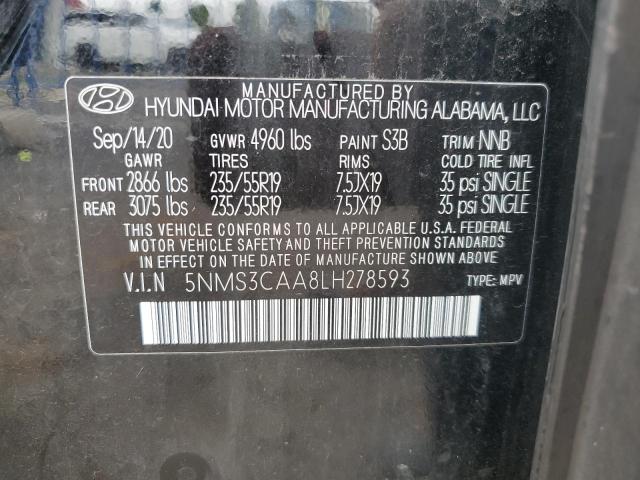 MANUFACTURED BY
HYUNDAI MOTOR MANUFACTURING ALABAMA, LLC
Sep/14/20 GVWR 4960 lbs PAINT S3B TRIM NNB
GAWR TIRES RIMS COLD TIRE INFL
FRONT 2866 lbs 235/55R19 7.5JX19 35 psi SINGLE
REAR 3075 lbs 235/55R19 7.5JX19 35 psi SINGLE
THIS VEHICLE CONFORMS TO ALL APPLICABLE U.S.A. FEDERAL
MOTOR VEHICLE SAFETY AND THEFT PREVENTION STANDARDS
IN EFFECT ON THE DATE OF MANUFACTURE SHOWN ABOVE.
V.I.N 5NMS3CAA8LH278593 TYPE: MPV